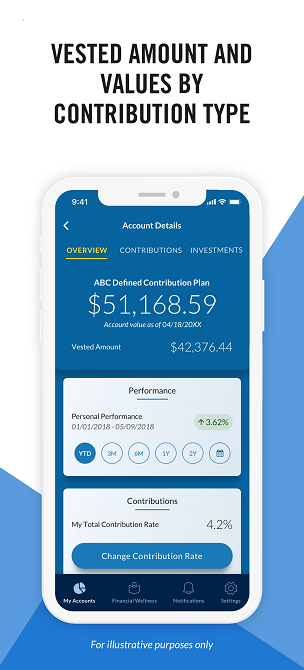 VESTED AMOUNT AND
VALUES BY
CONTRIBUTION TYPE
9:41
Account Details
OVERVIEW CONTRIBUTIONS INVESTMENTS
ABC Defined Contribution Plan
$51,168.59
Account value as of 04/18/20XX
Vested Amount $42,376.44
Performance
Personal Performance
01/01/2018 - 05/09/2018
3.62%
YTD 3M 6M 1Y 2Y
Contributions
My Total Contribution Rate 4.2%
Change Contribution Rate
My Accounts Financial Wellness Notifications Settings
For illustrative purposes only